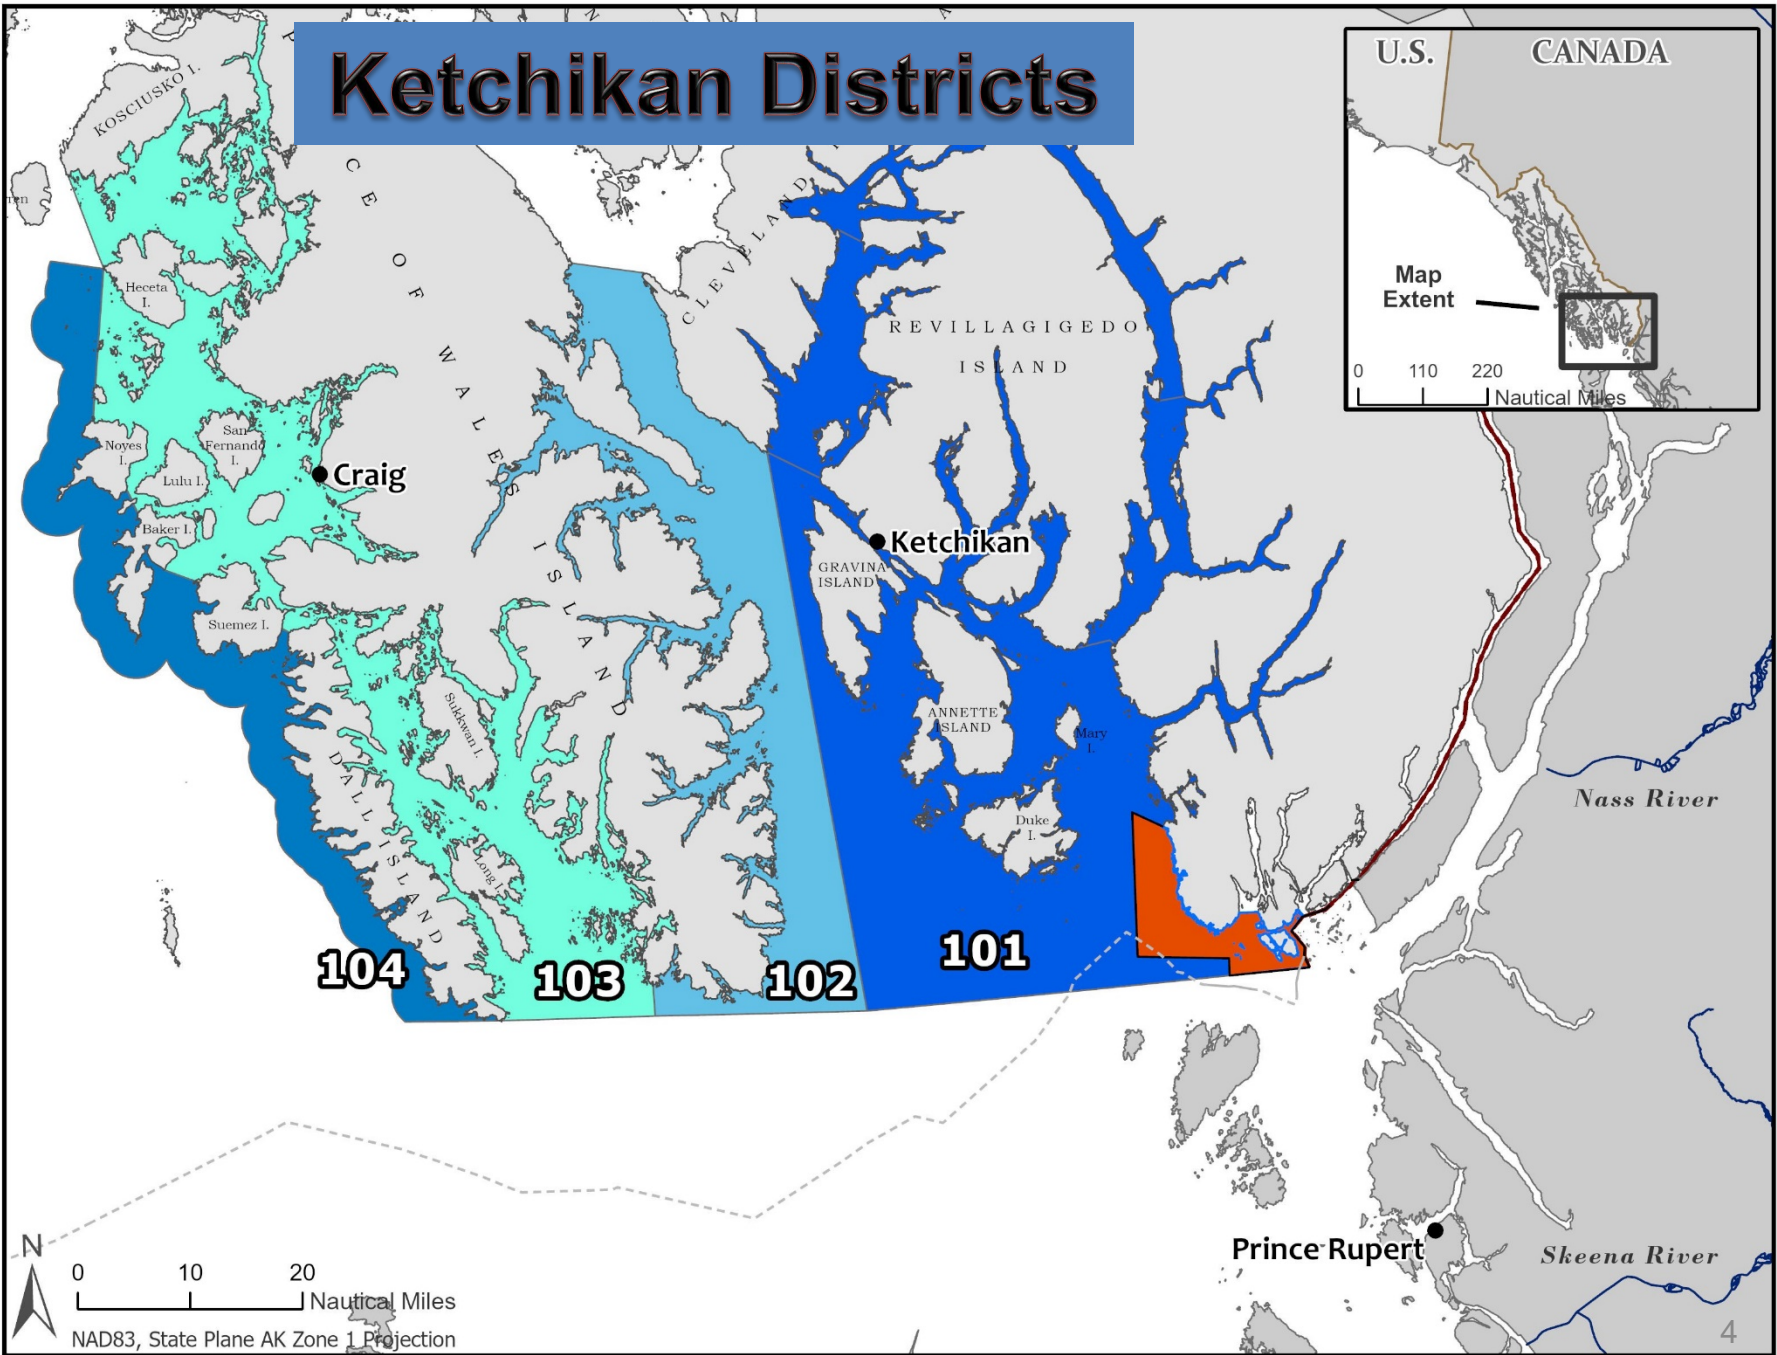 Ketchikan Districts
U.S.
CANADA
Map
Extent
0 110 220
Nautical Miles
KOSCIUSKO I.
CE OF WALES ISLAND
CLEVELAND
REVILLAGIGEDO
ISLAND
Heceta
I.
Noyes
I.
San
Fernando
I.
Lulu I.
Baker I.
Craig
Suemez I.
Ketchikan
GRAVINA
ISLAND
ANNETTE
ISLAND
Mary
I.
Duke
I.
Sukkwan I.
DALL ISLAND
Long I.
104
103
102
101
Nass River
Prince Rupert
Skeena River
N
0 10 20
Nautical Miles
NAD83, State Plane AK Zone 1 Projection
4